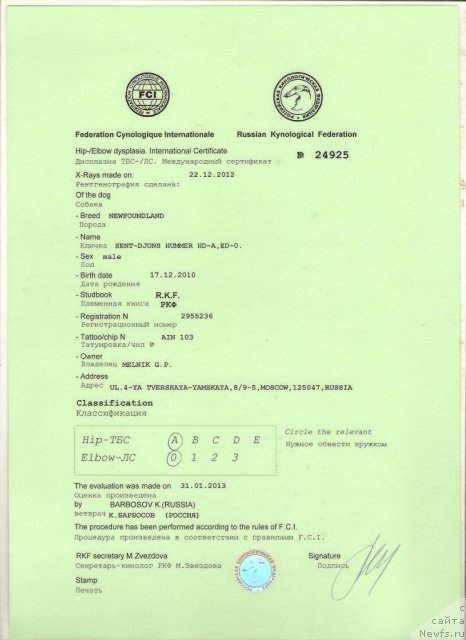 FCI
Federation Cynologique Internationale Russian Kynological Federation
Hip-/Elbow dysplasia. International Certificate
Дисплазия ТБС-/ЛС. Международный сертификат № 24925
X-Rays made on: 22.12.2012
Рентгенография сделана:
Of the dog
Собака
- Breed NEWFOUNDLAND
Порода
- Name
Кличка SENT-DJONS HUMMER HD-A,ED-0.
- Sex male
Пол
- Birth date 17.12.2010
Дата рождения
- Studbook R.K.F.
Племенная книга РКФ
- Registration N 2955236
Регистрационный номер
- Tattoo/chip N AIN 103
Татуировка/чип №
- Owner
Владелец MELNIK G.P.
- Address
Адрес UL.4-YA TVERSKAYA-YAMSKAYA,8/9-5,MOSCOW,125047,RUSSIA
Classification
Классификация
Hip-ТБС A B C D E
Elbow-ЛС 0 1 2 3
Circle the relevant
Нужное обвести кружком
The evaluation was made on 31.01.2013
Оценка произведена
by BARBOSOV K.(RUSSIA)
ветврач К.БАРБОСОВ (РОССИЯ)
The procedure has been performed according to the rules of F.C.I.
Процедура произведена в соответствии с правилами F.C.I.
RKF secretary M.Zvezdova Signature
Секретарь-кинолог РКФ М.Звездова Подпись
Stamp
Печать
с
сайта
Newfs.ru